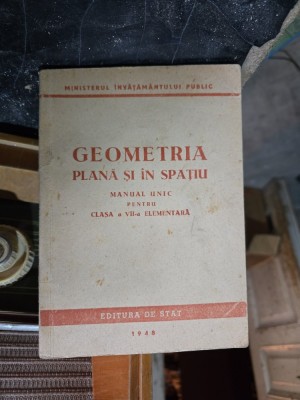 MINISTERUL ÎNVĂȚĂMÂNTULUI PUBLIC
GEOMETRIA
PLANĂ ȘI ÎN SPAȚIU
MANUAL UNIC
PENTRU
CLASA a VII-a ELEMENTARĂ
EDITURA DE STAT
1948